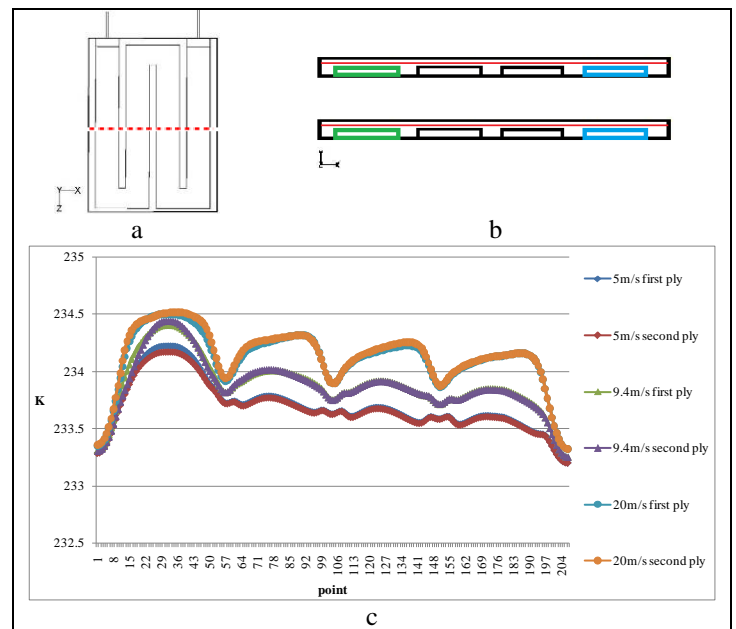 Y
X
Z
a
b
235
234.5
234
233.5
233
232.5
K
1 8 15 22 29 36 43 50 57 64 71 78 85 92 99 106 113 120 127 134 141 148 155 162 169 176 183 190 197 204
point
5m/s first ply
5m/s second ply
9.4m/s first ply
9.4m/s second ply
20m/s first ply
20m/s second ply
c